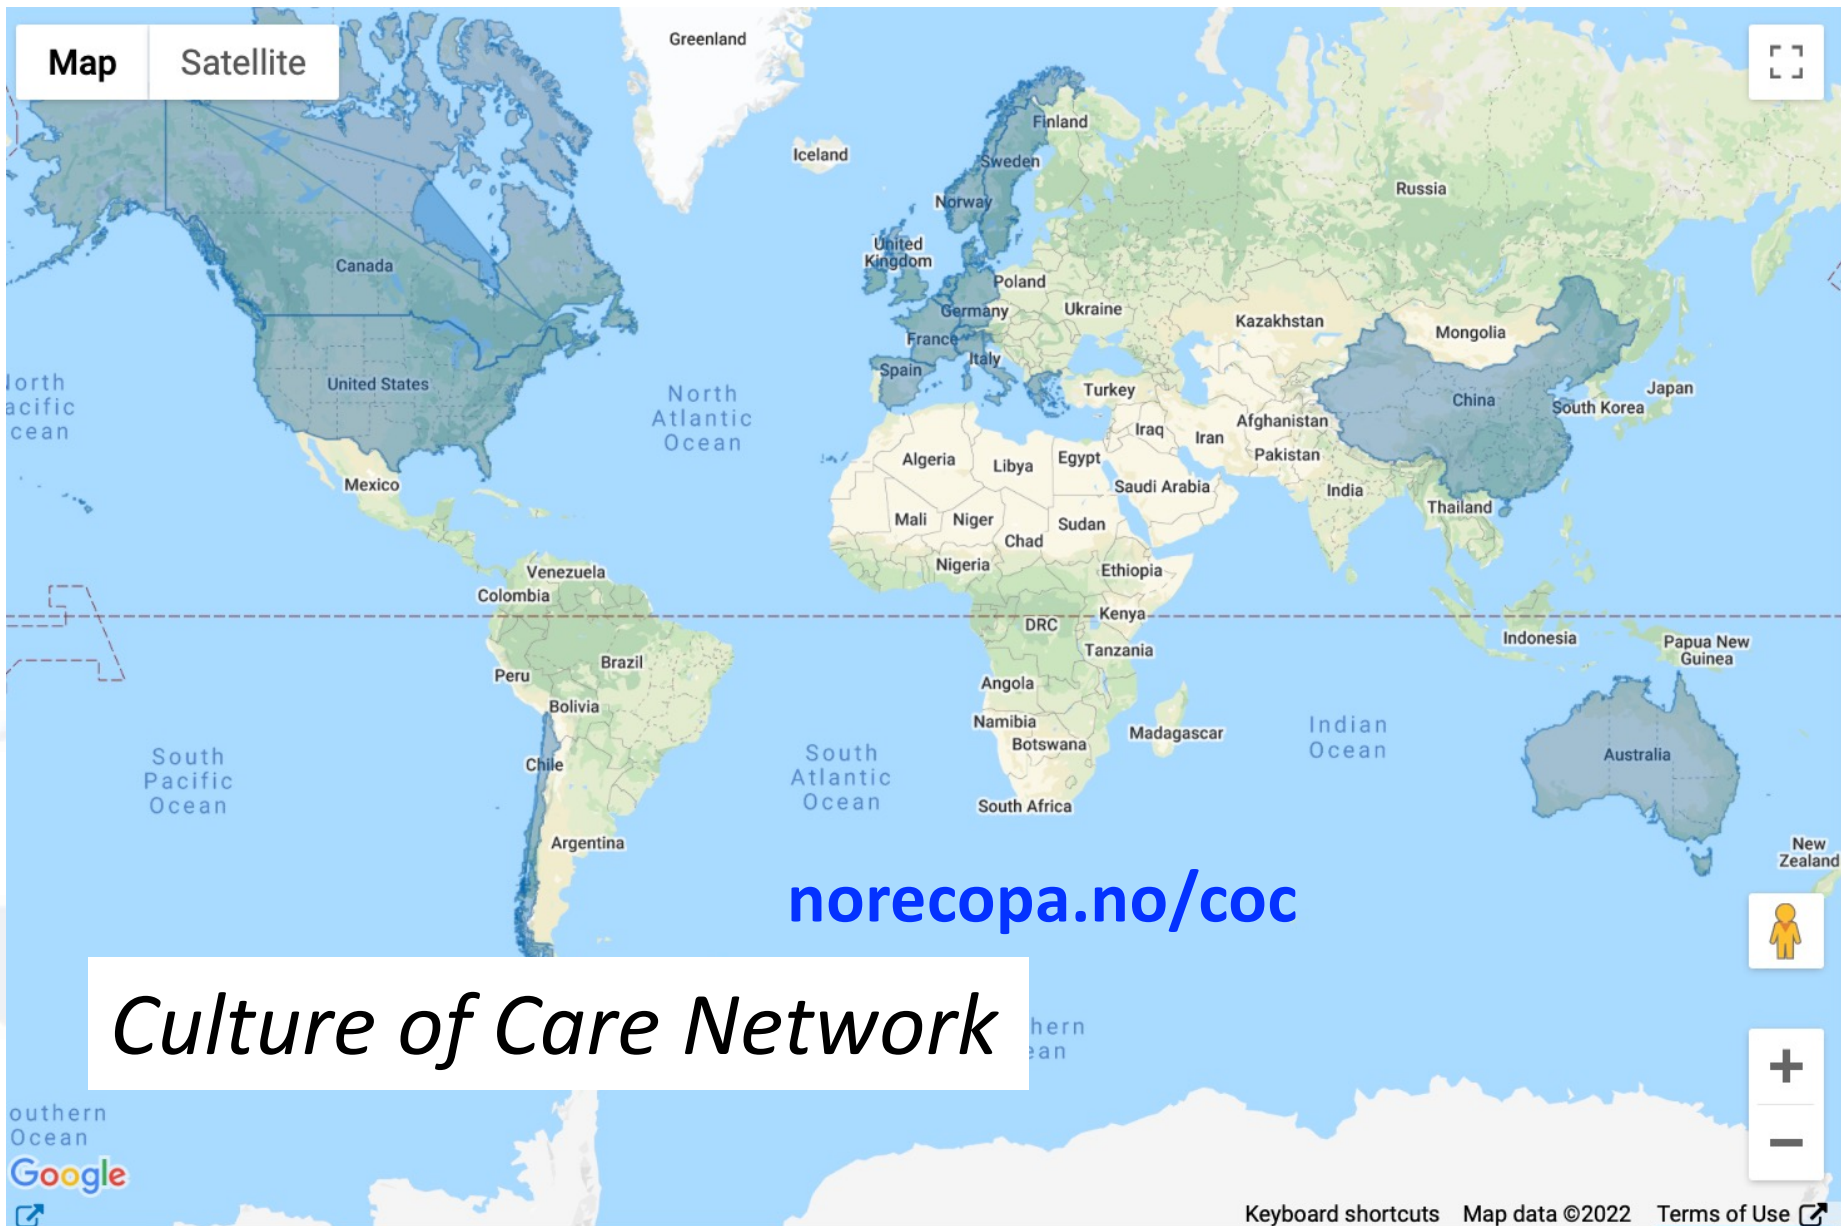 Map
Satellite
Greenland
Iceland
Finland
Sweden
Norway
Russia
United
Kingdom
Canada
Poland
Germany
Ukraine
France
Kazakhstan
Mongolia
Italy
Spain
United States
Turkey
China
Japan
South Korea
North
Atlantic
Ocean
Iraq
Iran
Afghanistan
Pakistan
Algeria
Libya
Egypt
Saudi Arabia
India
Thailand
Mexico
Mali
Niger
Chad
Sudan
Nigeria
Ethiopia
Venezuela
Colombia
DRC
Kenya
Tanzania
Indonesia
Papua New
Guinea
Brazil
Peru
Bolivia
Angola
Namibia
Botswana
Madagascar
Indian
Ocean
Australia
South
Pacific
Ocean
Chile
South
Atlantic
Ocean
South Africa
Argentina
New
Zealand
norecopa.no/coc
Culture of Care Network
hern
ean
outhern
Ocean
Google
Keyboard shortcuts Map data ©2022 Terms of Use